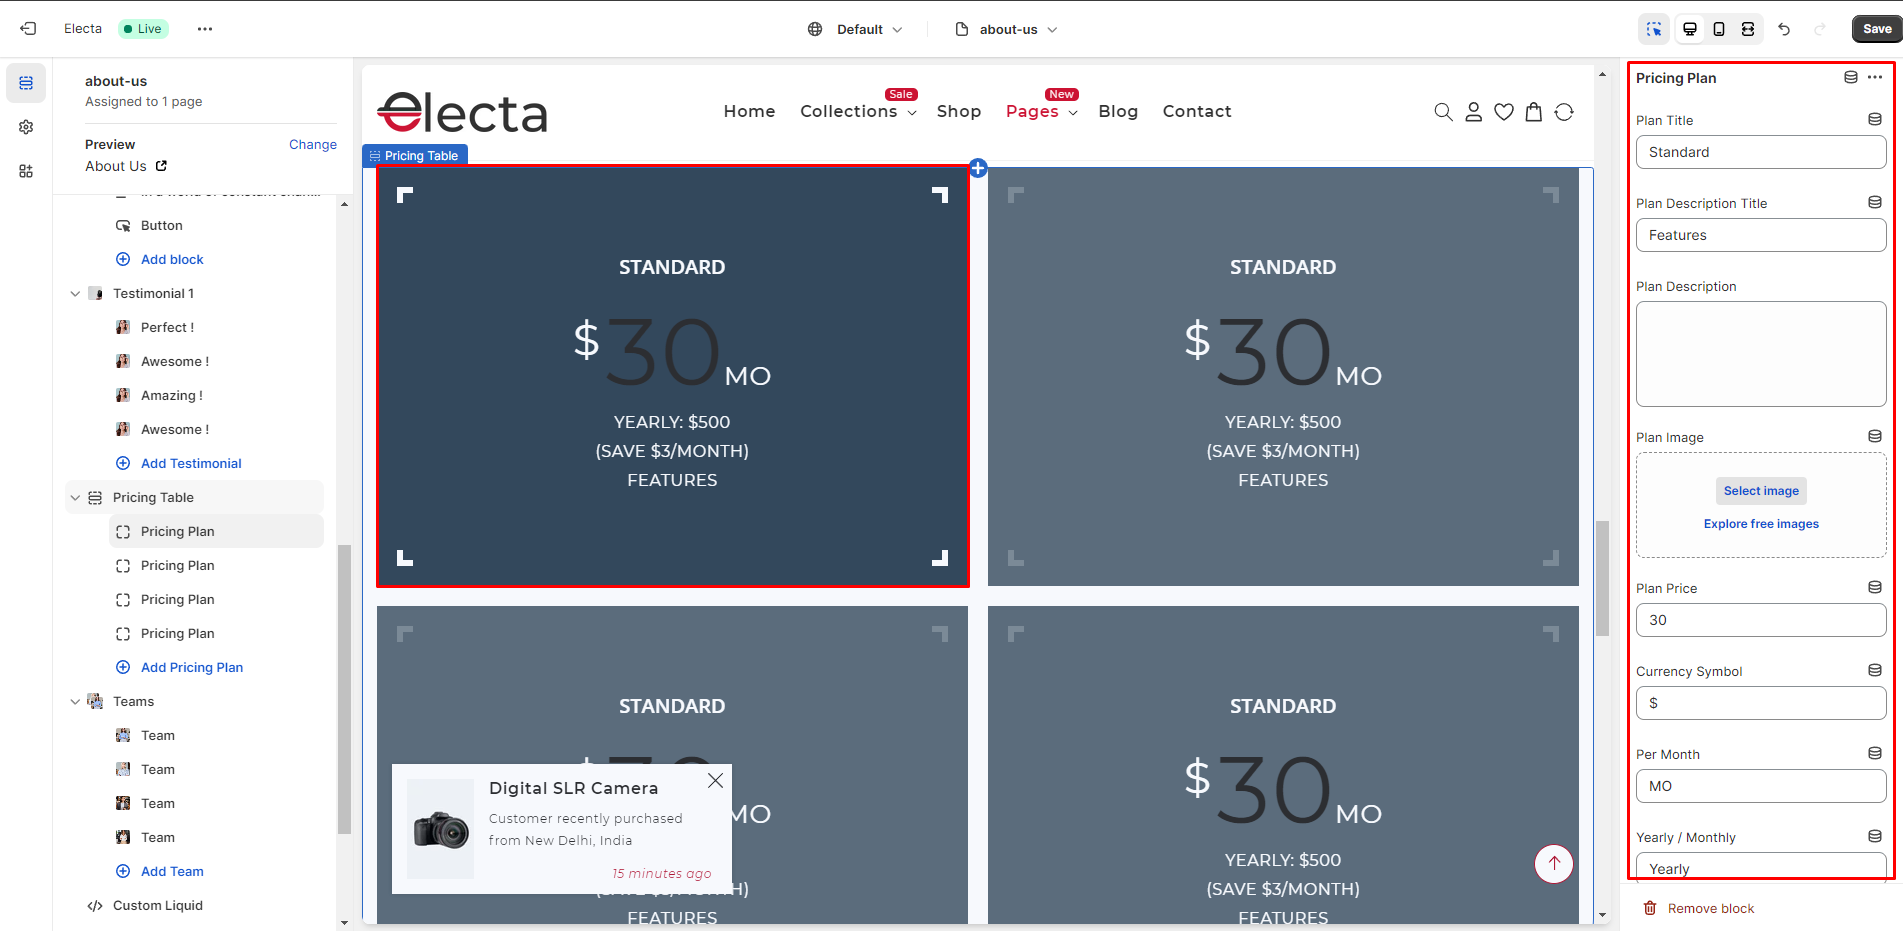 Electa
Live
Default
about-us
Save
about-us
Assigned to 1 page
Preview
Change
About Us
Button
Add block
Testimonial 1
Perfect !
Awesome !
Amazing !
Awesome !
Add Testimonial
Pricing Table
Pricing Plan
Pricing Plan
Pricing Plan
Pricing Plan
Add Pricing Plan
Teams
Team
Team
Team
Team
Add Team
Custom Liquid
electa
Home
Collections
Sale
Shop
Pages
New
Blog
Contact
Pricing Table
STANDARD
$30 MO
YEARLY: $500
(SAVE $3/MONTH)
FEATURES
STANDARD
$30 MO
YEARLY: $500
(SAVE $3/MONTH)
FEATURES
STANDARD
MO
FEATURES
STANDARD
$30 MO
YEARLY: $500
(SAVE $3/MONTH)
FEATURES
Digital SLR Camera
Customer recently purchased
from New Delhi, India
15 minutes ago
Pricing Plan
Plan Title
Standard
Plan Description Title
Features
Plan Description
Plan Image
Select image
Explore free images
Plan Price
30
Currency Symbol
$
Per Month
MO
Yearly / Monthly
Yearly
Remove block